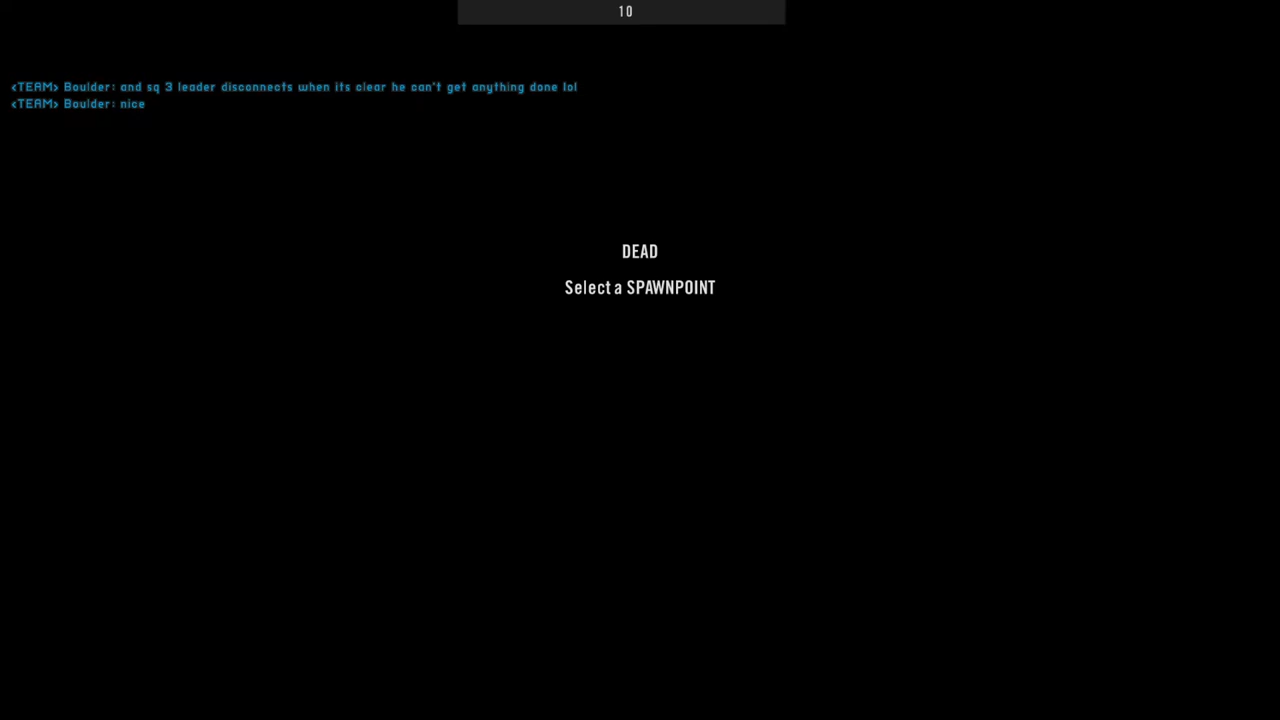 10
<TEAM> Boulder: and sq 3 leader disconnects when its clear he can't get anything done lol
<TEAM> Boulder: nice
DEAD
Select a SPAWNPOINT